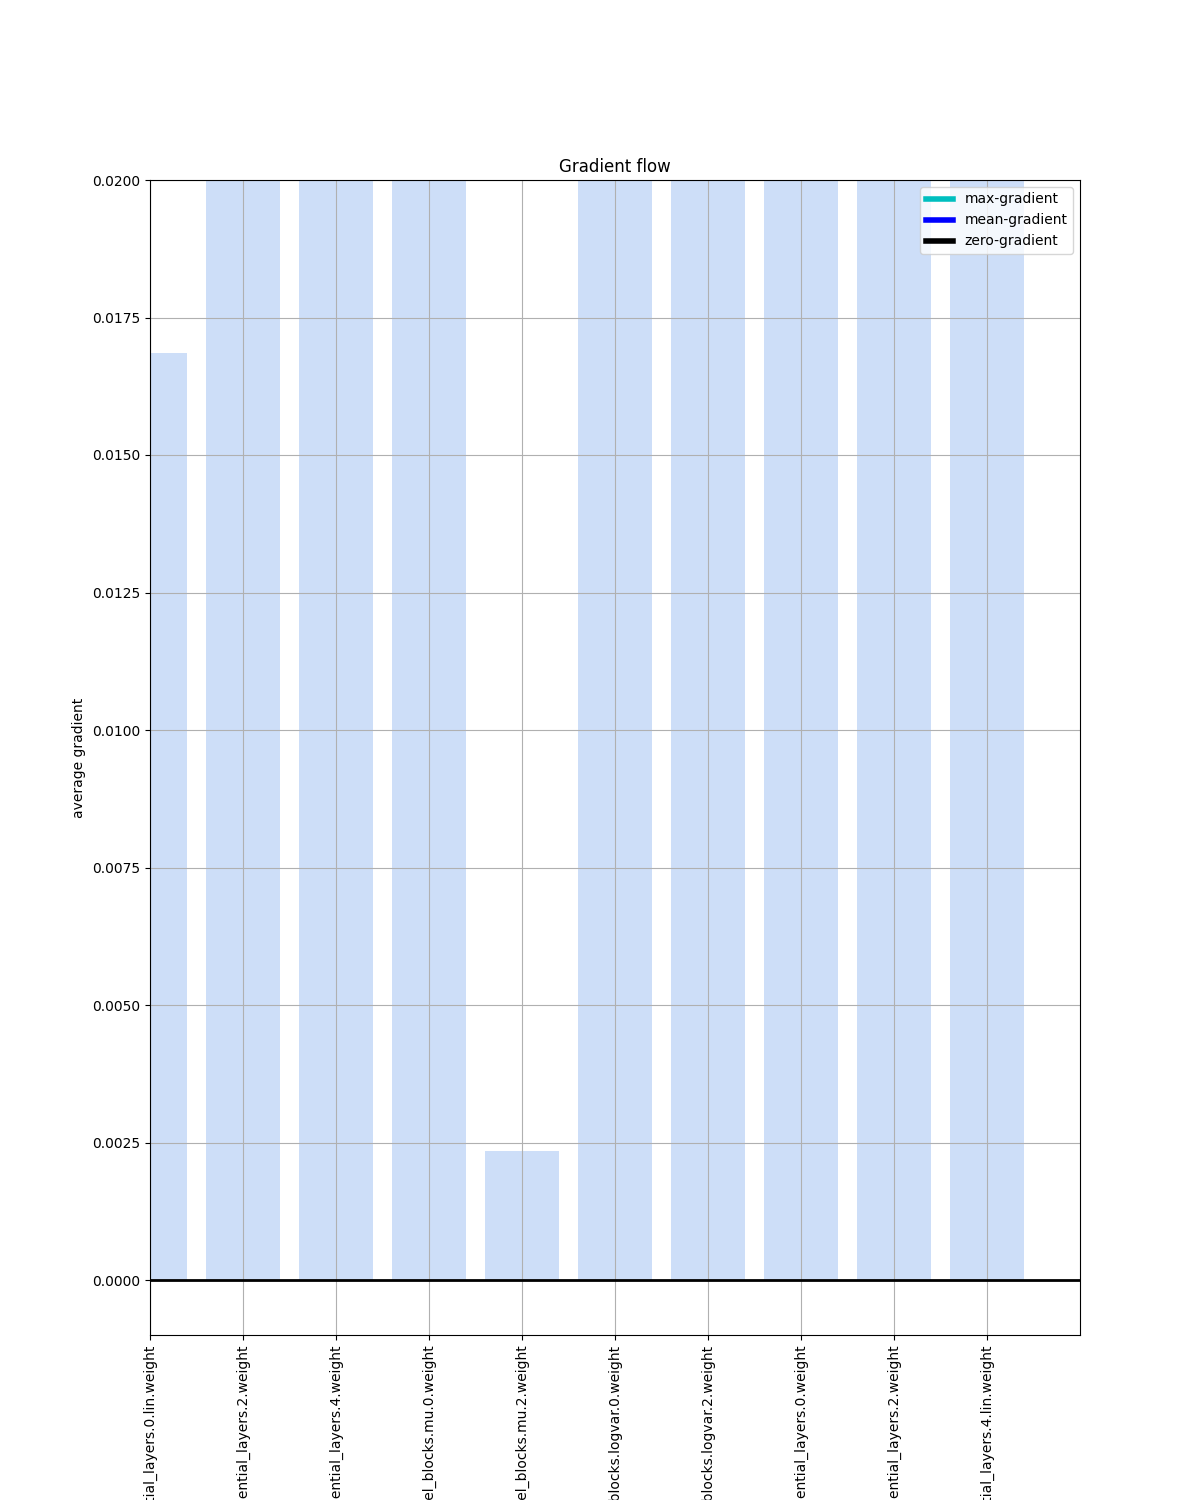 Gradient flow
0.0200
0.0175
0.0150
0.0125
0.0100
0.0075
0.0050
0.0025
0.0000
average gradient
max-gradient
mean-gradient
zero-gradient
tial_layers.0.lin.weight
ential_layers.2.weight
ential_layers.4.weight
el_blocks.mu.0.weight
el_blocks.mu.2.weight
blocks.logvar.0.weight
blocks.logvar.2.weight
ential_layers.0.weight
ential_layers.2.weight
tial_layers.4.lin.weight